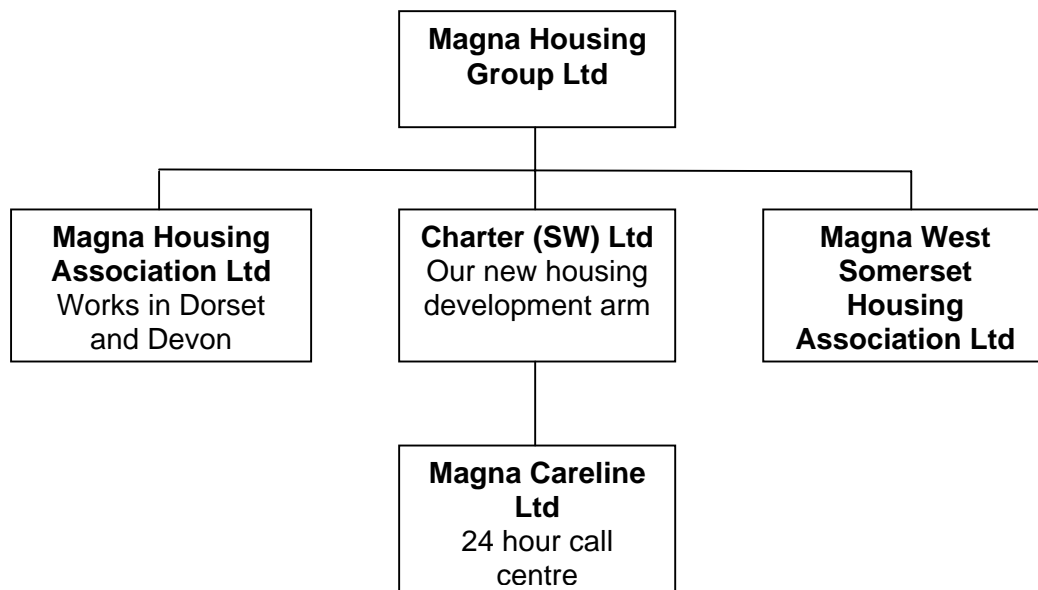 Magna Housing
Group Ltd
Magna Housing
Association Ltd
Works in Dorset
and Devon
Charter (SW) Ltd
Our new housing
development arm
Magna West
Somerset
Housing
Association Ltd
Magna Careline
Ltd
24 hour call
centre